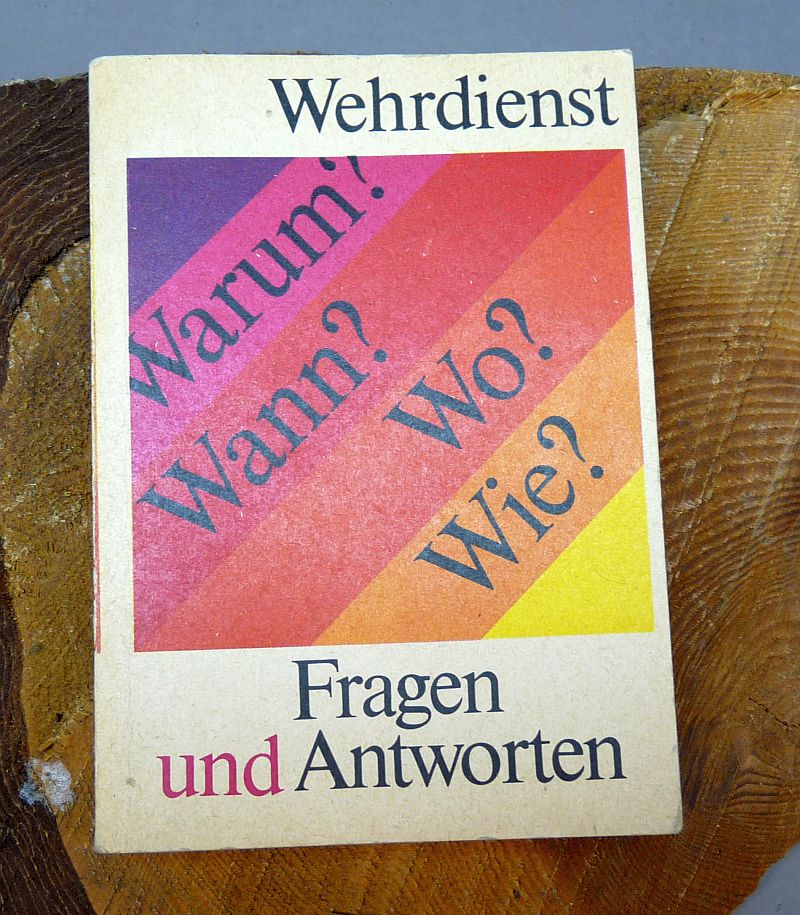 Wehrdienst
Warum?
Wann?
Wo?
Wie?
Fragen
und Antworten